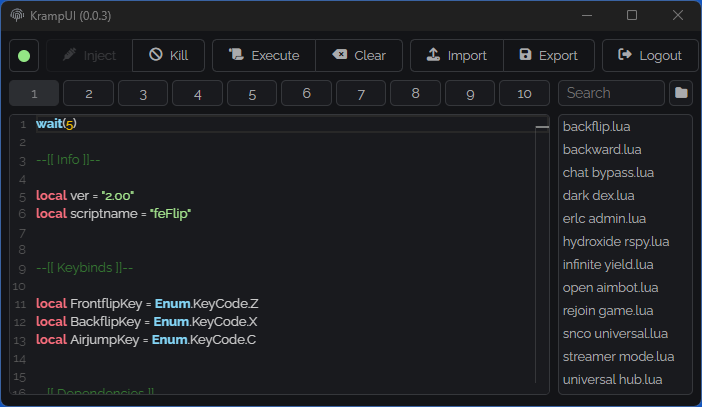 KrampUI (0.0.3)
Inject Kill Execute Clear Import Export Logout
1 2 3 4 5 6 7 8 9 10 Search
1 wait(5)
2
3 --[[ Info ]]--
4
5 local ver = "2.00"
6 local scriptname = "feFlip"
7
8
9 --[[ Keybinds ]]--
10
11 local FrontflipKey = Enum.KeyCode.Z
12 local BackflipKey = Enum.KeyCode.X
13 local AirjumpKey = Enum.KeyCode.C
14
15
16 --[[ Dependencies ]]
backflip.lua
backward.lua
chat bypass.lua
dark dex.lua
erlc admin.lua
hydroxide rspy.lua
infinite yield.lua
open aimbot.lua
rejoin game.lua
snco universal.lua
streamer mode.lua
universal hub.lua